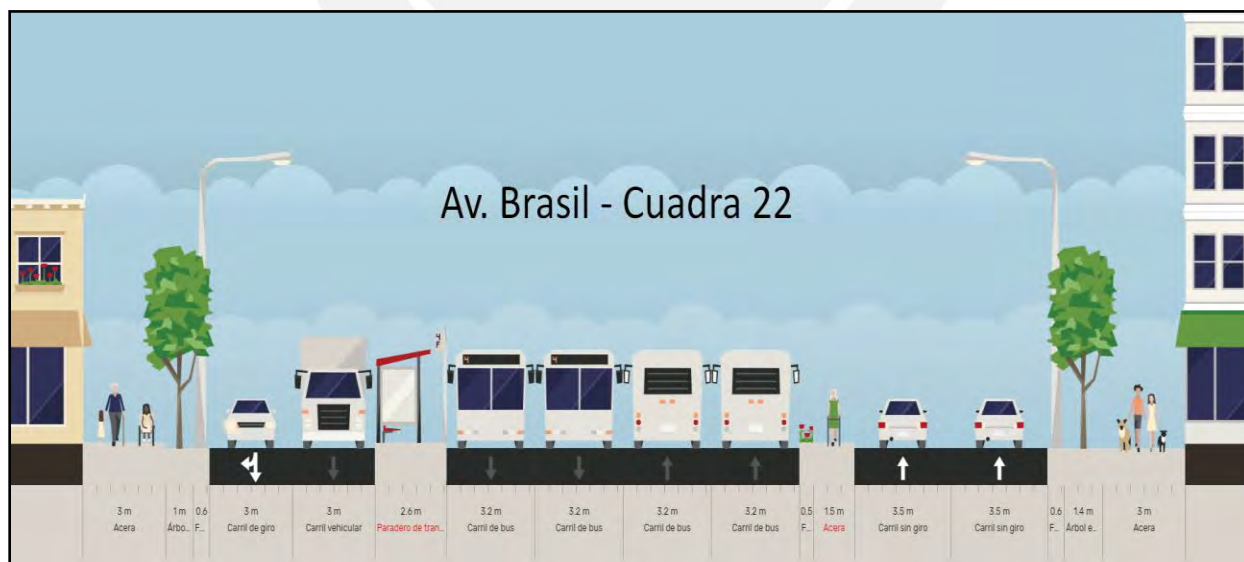 Av. Brasil - Cuadra 22
4
F
4
4
3 m
Acera
1 m
Árbo...
0.6
F...
3 m
Carril de giro
3 m
Carril vehicular
2.6 m
Paradero de tran...
3.2 m
Carril de bus
3.2 m
Carril de bus
3.2 m
Carril de bus
3.2 m
Carril de bus
0.5
F...
1.5 m
Acera
3.5 m
Carril sin giro
3.5 m
Carril sin giro
0.6
F...
1.4 m
Árbol e...
3 m
Acera